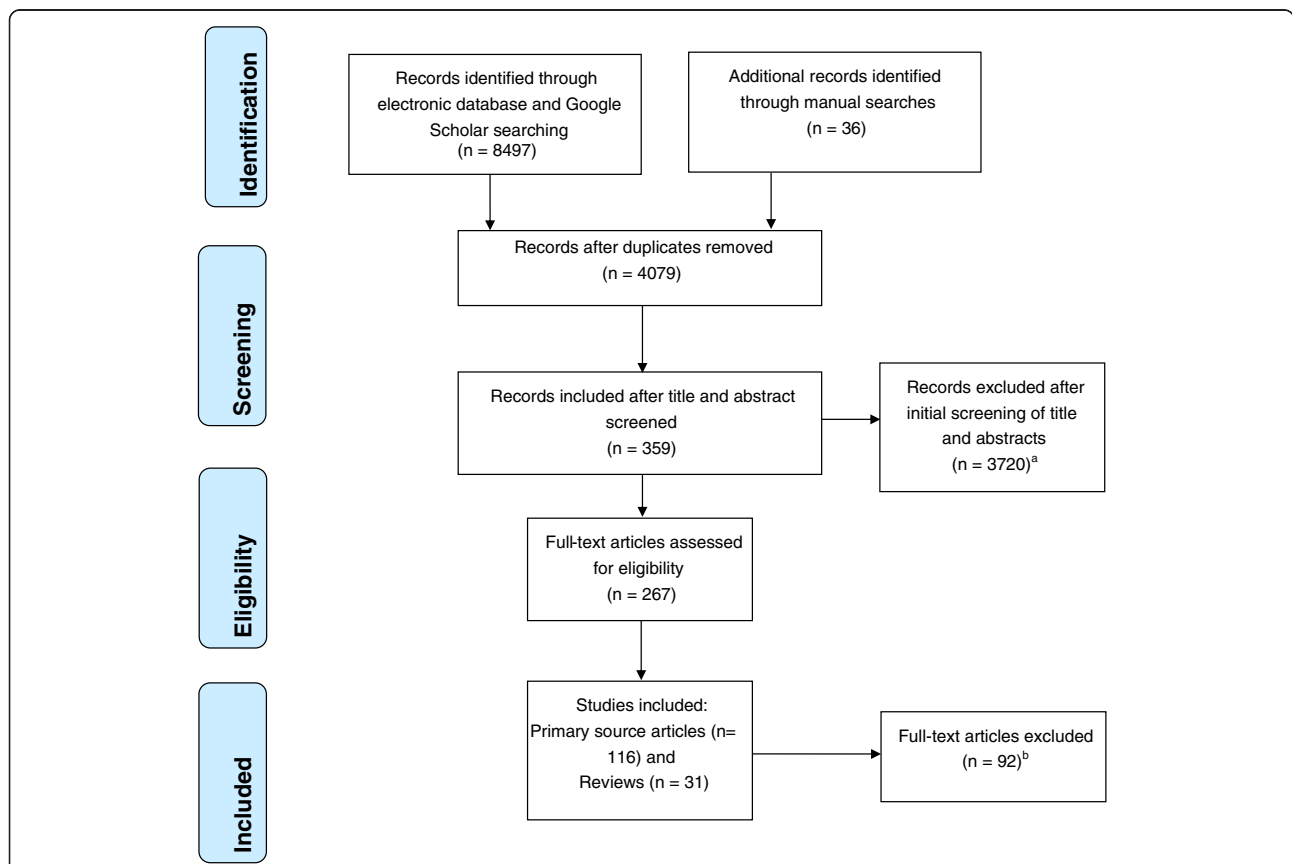 Identification
Records identified through
electronic database and Google
Scholar searching
(n = 8497)
Additional records identified
through manual searches
(n = 36)
Screening
Records after duplicates removed
(n = 4079)
Records included after title and abstract
screened
(n = 359)
Records excluded after
initial screening of title
and abstracts
(n = 3720)a
Eligibility
Full-text articles assessed
for eligibility
(n = 267)
Included
Studies included:
Primary source articles (n=
116) and
Reviews (n = 31)
Full-text articles excluded
(n = 92)b